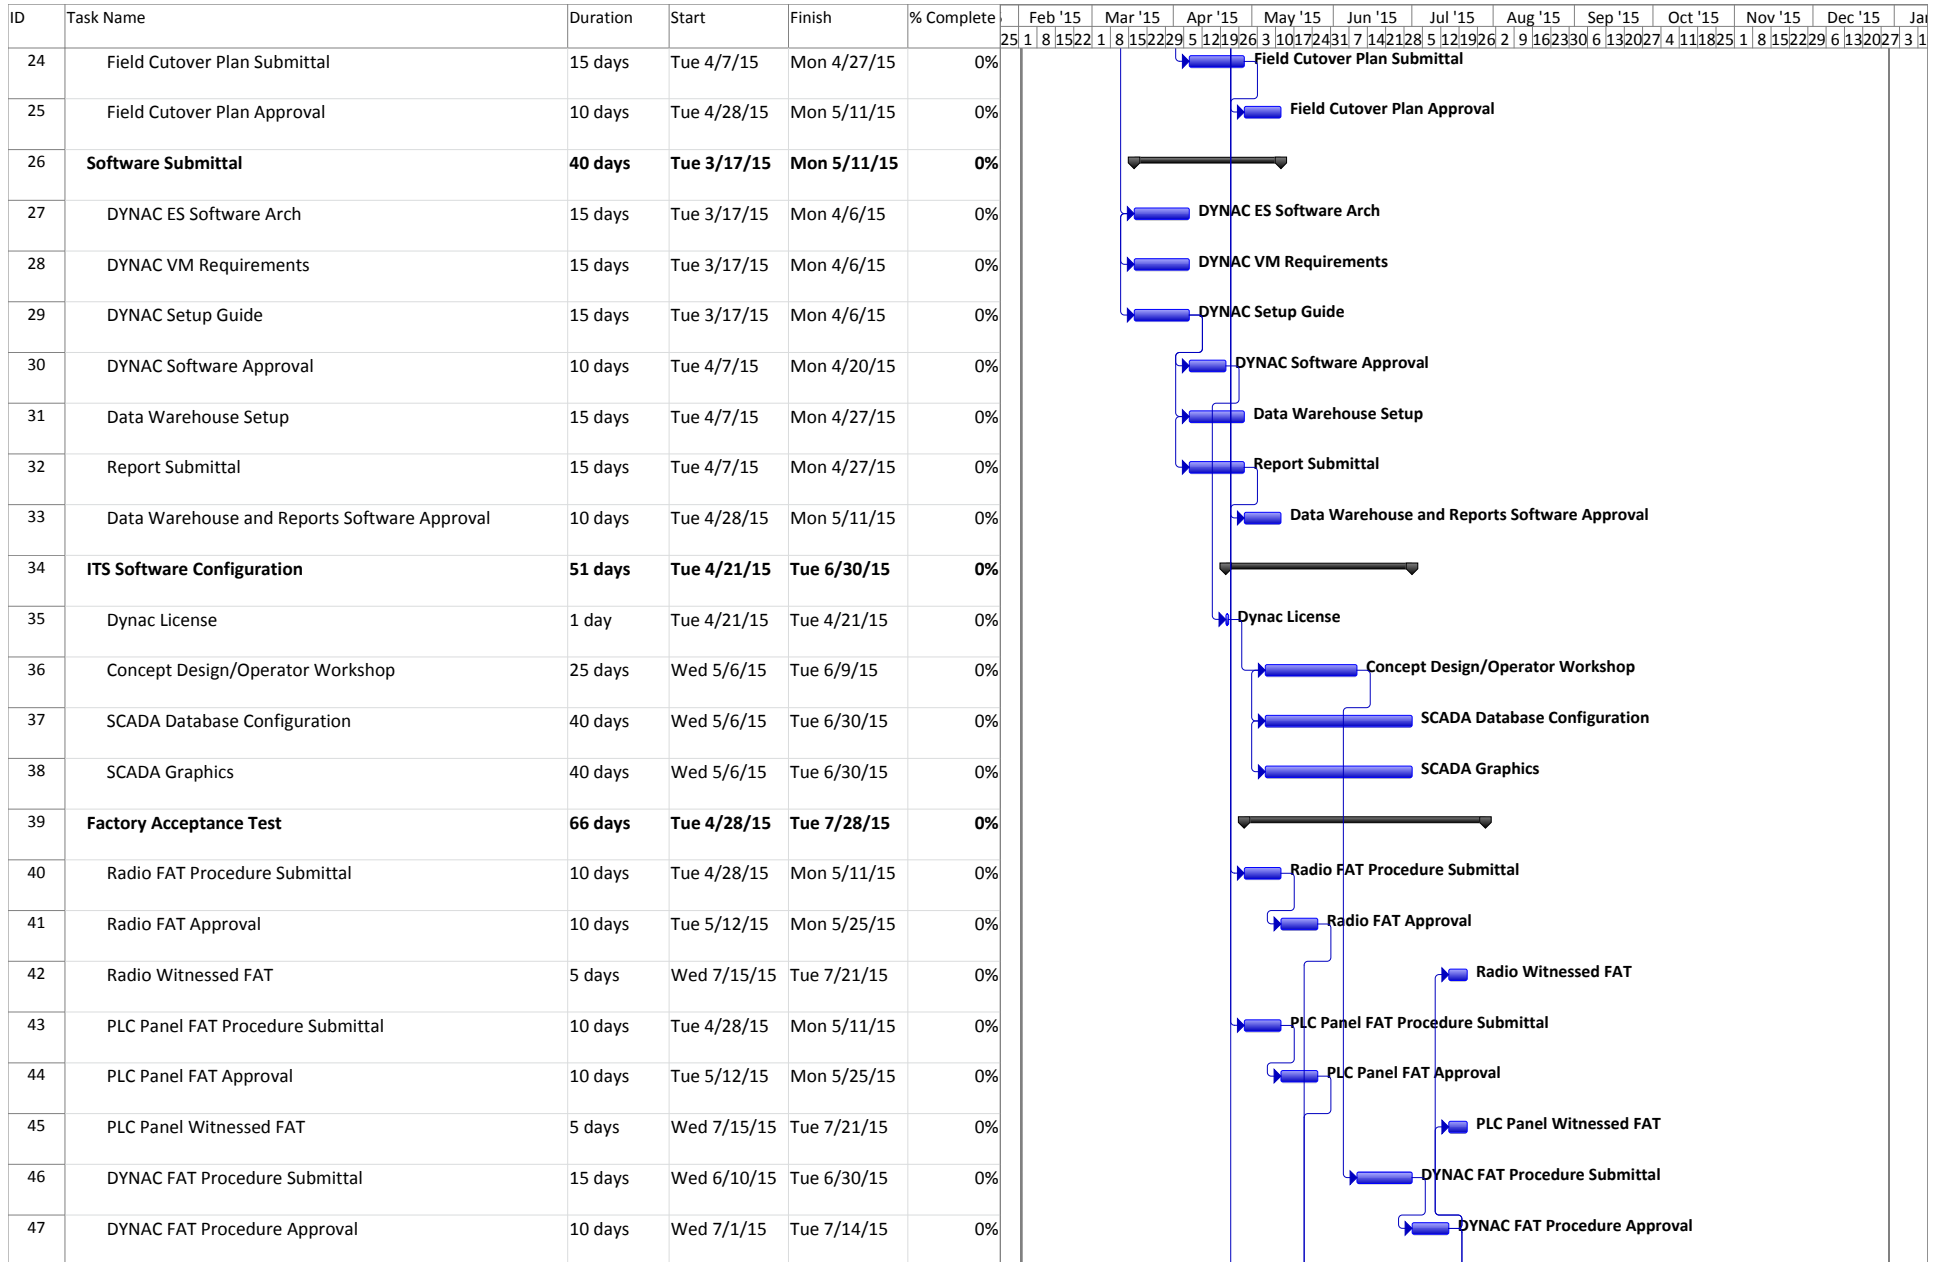 ID Task Name Duration Start Finish % Complete Feb '15 Mar '15 Apr '15 May '15 Jun '15 Jul '15 Aug '15 Sep '15 Oct '15 Nov '15 Dec '15
25 1 8 15 22 1 8 15 22 29 5 12 19 26 3 10 17 24 31 7 14 21 28 5 12 19 26 2 9 16 23 30 6 13 20 27 4 11 18 25 1 8 15 22 29 6 13 20 27 3
24 Field Cutover Plan Submittal 15 days Tue 4/7/15 Mon 4/27/15 0% Field Cutover Plan Submittal
25 Field Cutover Plan Approval 10 days Tue 4/28/15 Mon 5/11/15 0% Field Cutover Plan Approval
26 Software Submittal 40 days Tue 3/17/15 Mon 5/11/15 0%
27 DYNAC ES Software Arch 15 days Tue 3/17/15 Mon 4/6/15 0% DYNAC ES Software Arch
28 DYNAC VM Requirements 15 days Tue 3/17/15 Mon 4/6/15 0% DYNAC VM Requirements
29 DYNAC Setup Guide 15 days Tue 3/17/15 Mon 4/6/15 0% DYNAC Setup Guide
30 DYNAC Software Approval 10 days Tue 4/7/15 Mon 4/20/15 0% DYNAC Software Approval
31 Data Warehouse Setup 15 days Tue 4/7/15 Mon 4/27/15 0% Data Warehouse Setup
32 Report Submittal 15 days Tue 4/7/15 Mon 4/27/15 0% Report Submittal
33 Data Warehouse and Reports Software Approval 10 days Tue 4/28/15 Mon 5/11/15 0% Data Warehouse and Reports Software Approval
34 ITS Software Configuration 51 days Tue 4/21/15 Tue 6/30/15 0%
35 Dynac License 1 day Tue 4/21/15 Tue 4/21/15 0% Dynac License
36 Concept Design/Operator Workshop 25 days Wed 5/6/15 Tue 6/9/15 0% Concept Design/Operator Workshop
37 SCADA Database Configuration 40 days Wed 5/6/15 Tue 6/30/15 0% SCADA Database Configuration
38 SCADA Graphics 40 days Wed 5/6/15 Tue 6/30/15 0% SCADA Graphics
39 Factory Acceptance Test 66 days Tue 4/28/15 Tue 7/28/15 0%
40 Radio FAT Procedure Submittal 10 days Tue 4/28/15 Mon 5/11/15 0% Radio FAT Procedure Submittal
41 Radio FAT Approval 10 days Tue 5/12/15 Mon 5/25/15 0% Radio FAT Approval
42 Radio Witnessed FAT 5 days Wed 7/15/15 Tue 7/21/15 0% Radio Witnessed FAT
43 PLC Panel FAT Procedure Submittal 10 days Tue 4/28/15 Mon 5/11/15 0% PLC Panel FAT Procedure Submittal
44 PLC Panel FAT Approval 10 days Tue 5/12/15 Mon 5/25/15 0% PLC Panel FAT Approval
45 PLC Panel Witnessed FAT 5 days Wed 7/15/15 Tue 7/21/15 0% PLC Panel Witnessed FAT
46 DYNAC FAT Procedure Submittal 15 days Wed 6/10/15 Tue 6/30/15 0% DYNAC FAT Procedure Submittal
47 DYNAC FAT Procedure Approval 10 days Wed 7/1/15 Tue 7/14/15 0% DYNAC FAT Procedure Approval